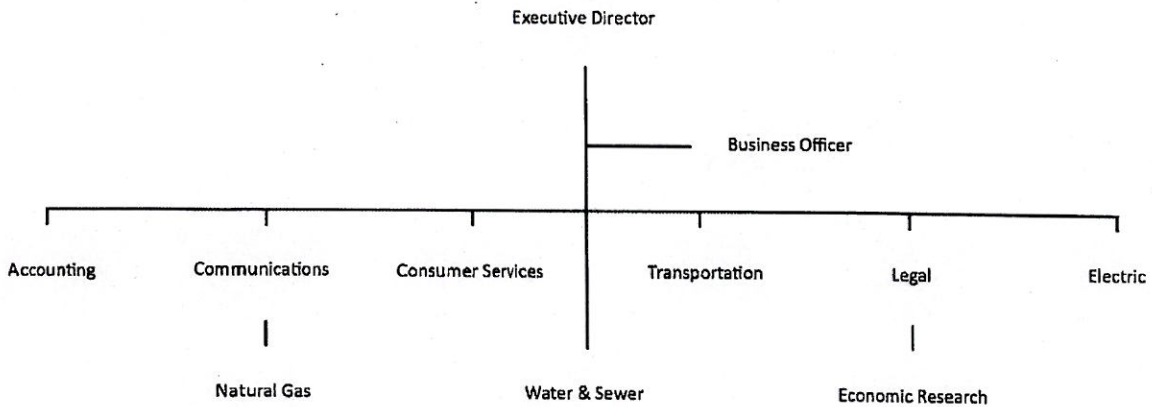 Executive Director
Business Officer
Accounting
Communications
Consumer Services
Transportation
Legal
Electric
Natural Gas
Water & Sewer
Economic Research